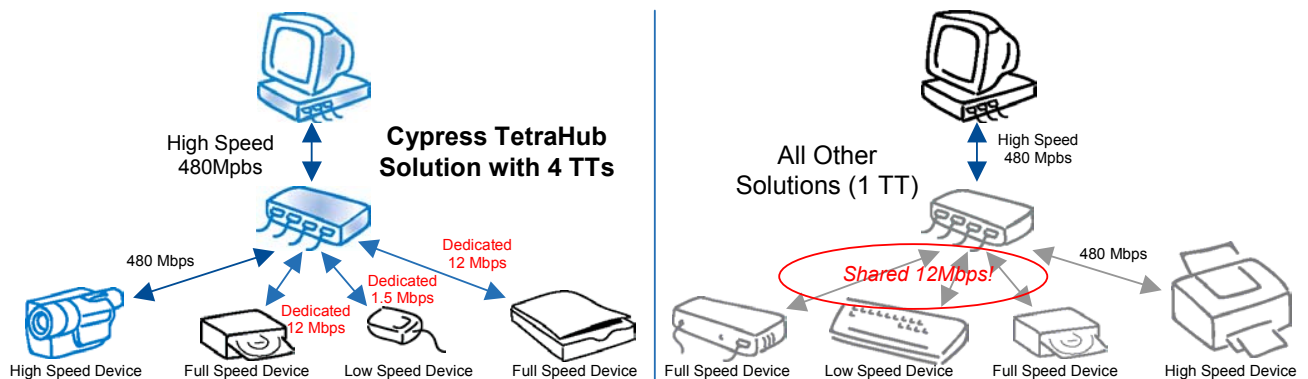 High Speed
480Mpbs
Cypress TetraHub
Solution with 4 TTs
480 Mbps
Dedicated
12 Mbps
Dedicated
1.5 Mbps
Dedicated
12 Mbps
High Speed Device
Full Speed Device
Low Speed Device
Full Speed Device
High Speed
480 Mbps
All Other
Solutions (1 TT)
Shared 12Mbps!
480 Mbps
Full Speed Device
Low Speed Device
Full Speed Device
High Speed Device